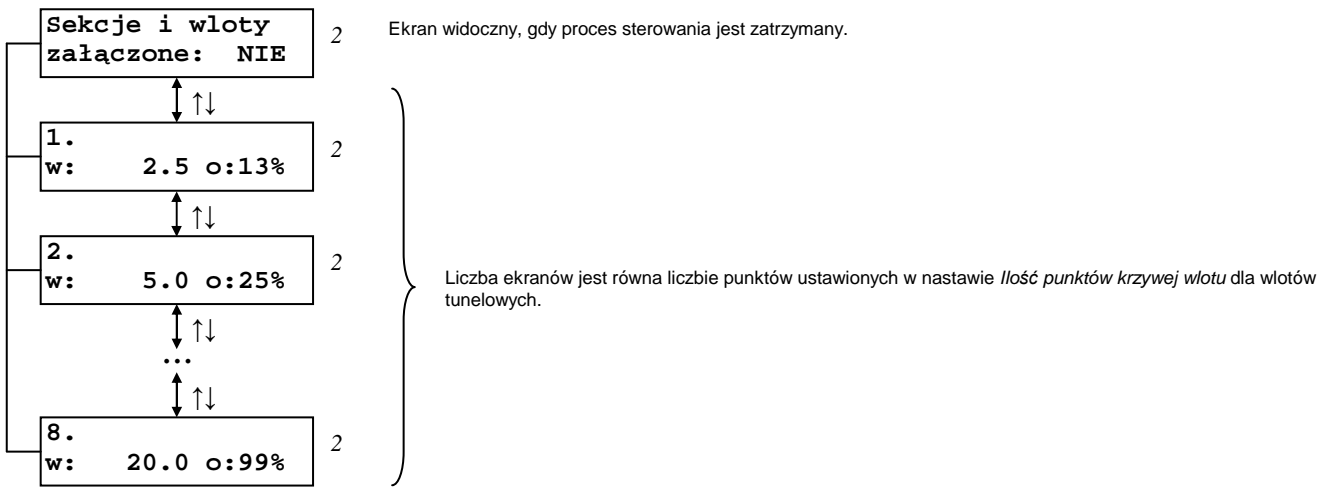 Sekcje i wloty
załączone: NIE
2
Ekran widoczny, gdy proces sterowania jest zatrzymany.
↑↓
1.
w: 2.5 o:13%
2
↑↓
2.
w: 5.0 o:25%
2
Liczba ekranów jest równa liczbie punktów ustawionych w nastawie Ilość punktów krzywej wlotu dla wlotów
tunelowych.
↑↓
...
↑↓
8.
w: 20.0 o:99%
2